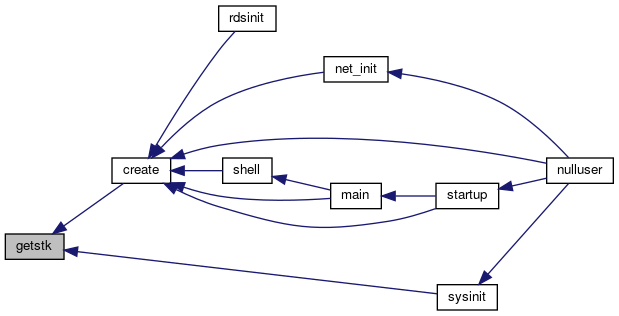 rdsinit
net_init
create
shell
nulluser
main
startup
getstk
sysinit